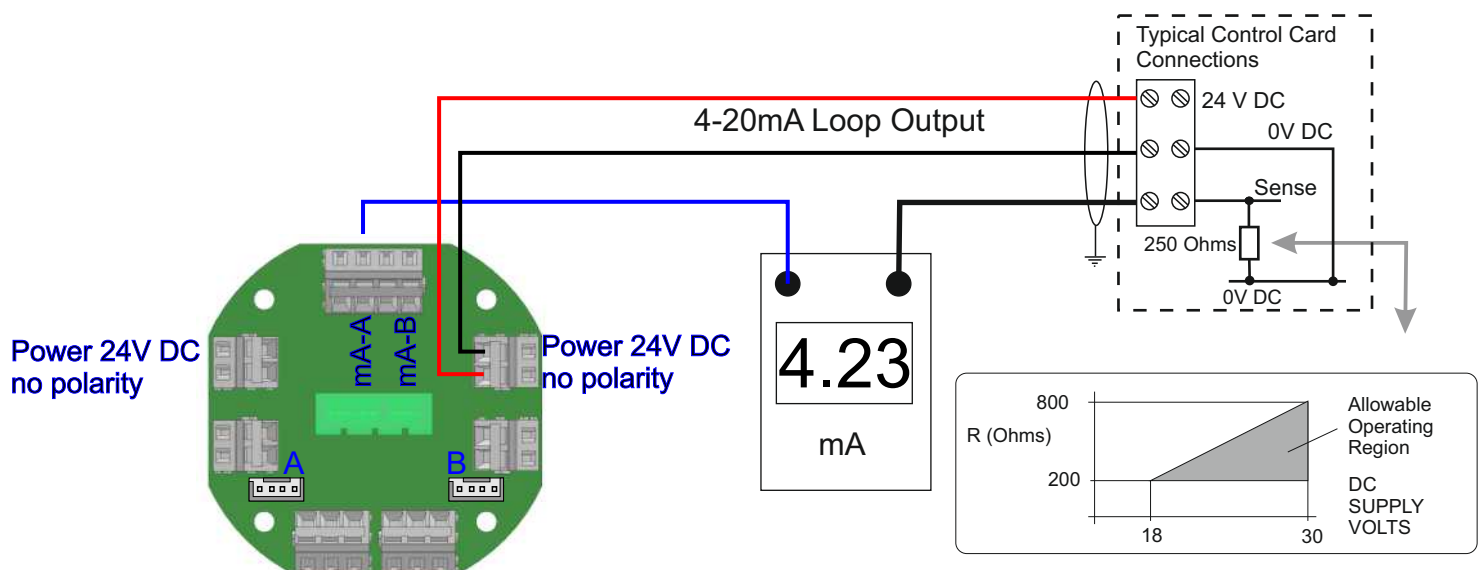 Typical Control Card
Connections
24 V DC
4-20mA Loop Output
0V DC
Sense
250 Ohms
0V DC
mA-A
mA-B
Power 24V DC
no polarity
Power 24V DC
no polarity
A
B
4.23
mA
800
R (Ohms)
200
18
30
Allowable
Operating
Region
DC
SUPPLY
VOLTS